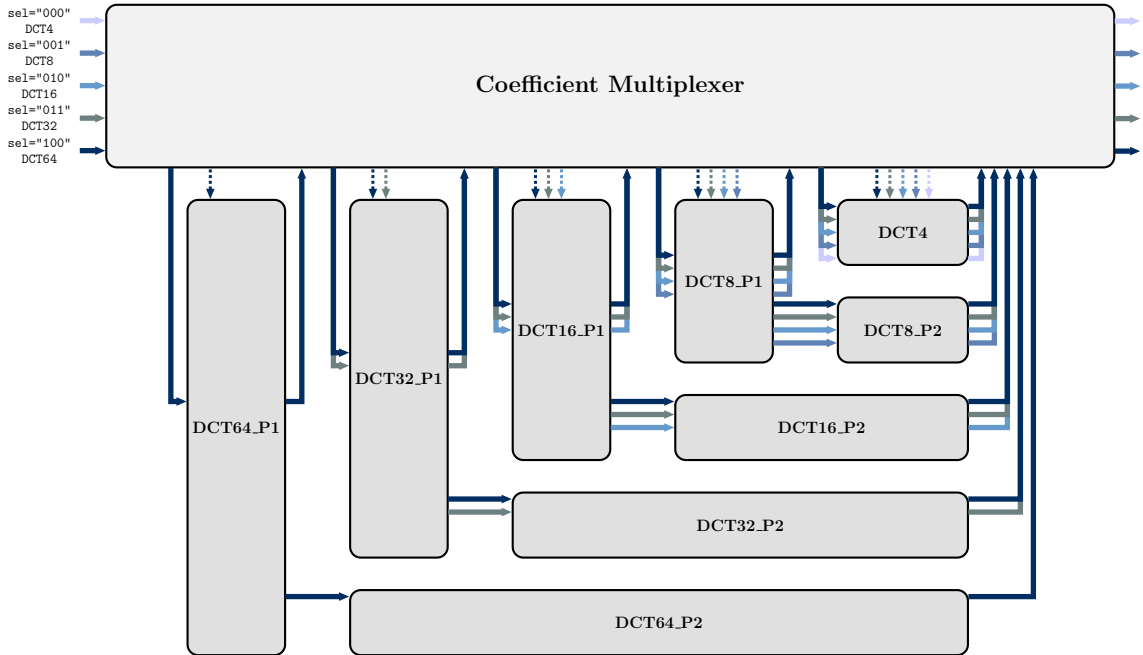 sel="000"
DCT4
sel="001"
DCT8
sel="010"
DCT16
sel="011"
DCT32
sel="100"
DCT64
Coefficient Multiplexer
DCT4
DCT8_P1
DCT8_P2
DCT16_P1
DCT32_P1
DCT64_P1
DCT16_P2
DCT32_P2
DCT64_P2